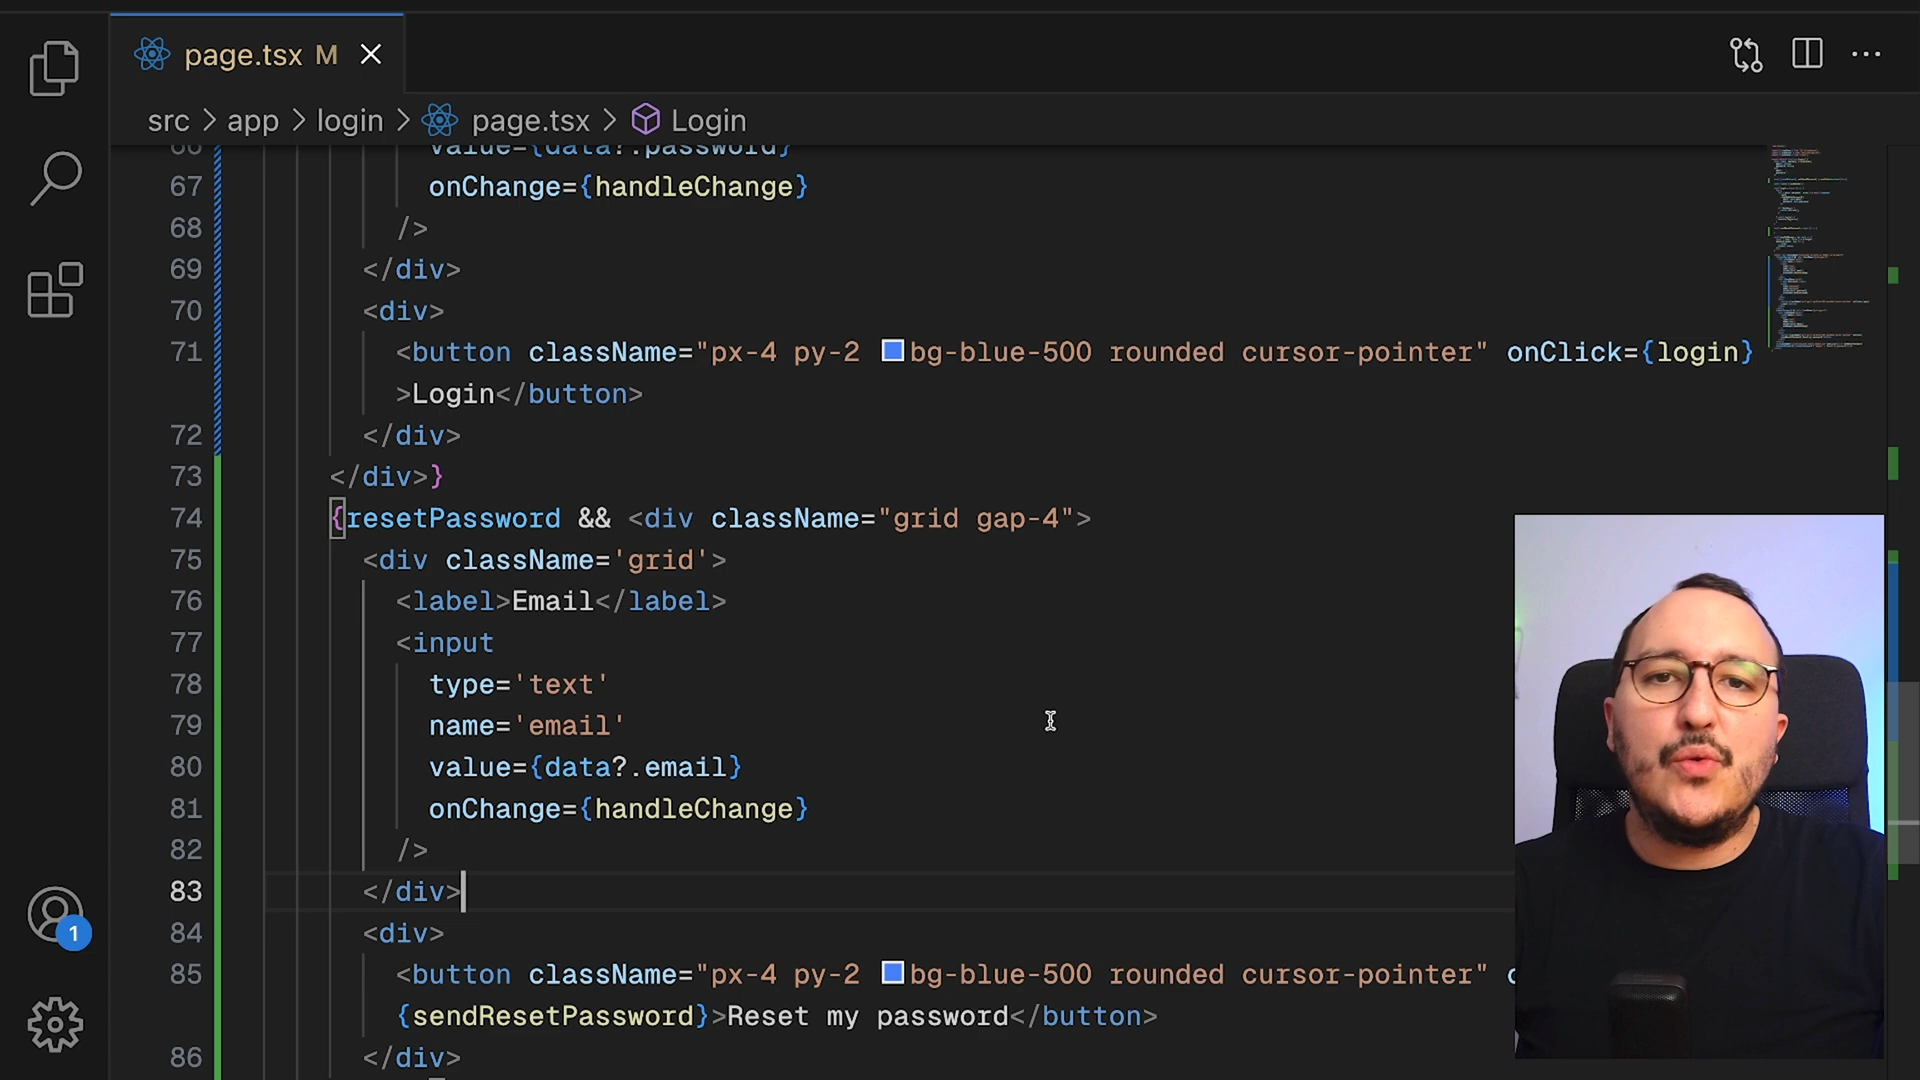 page.tsx M
src > app > login > page.tsx > Login
66 value={data?.password}
67 onChange={handleChange}
68 />
69 </div>
70 <div>
71 <button className="px-4 py-2 bg-blue-500 rounded cursor-pointer" onClick={login}
>Login</button>
72 </div>
73 </div>}
74 {resetPassword && <div className="grid gap-4">
75 <div className='grid'>
76 <label>Email</label>
77 <input
78 type='text'
79 name='email'
80 value={data?.email}
81 onChange={handleChange}
82 />
83 </div>
84 <div>
85 <button className="px-4 py-2 bg-blue-500 rounded cursor-pointer"
{sendResetPassword}>Reset my password</button>
86 </div>
1